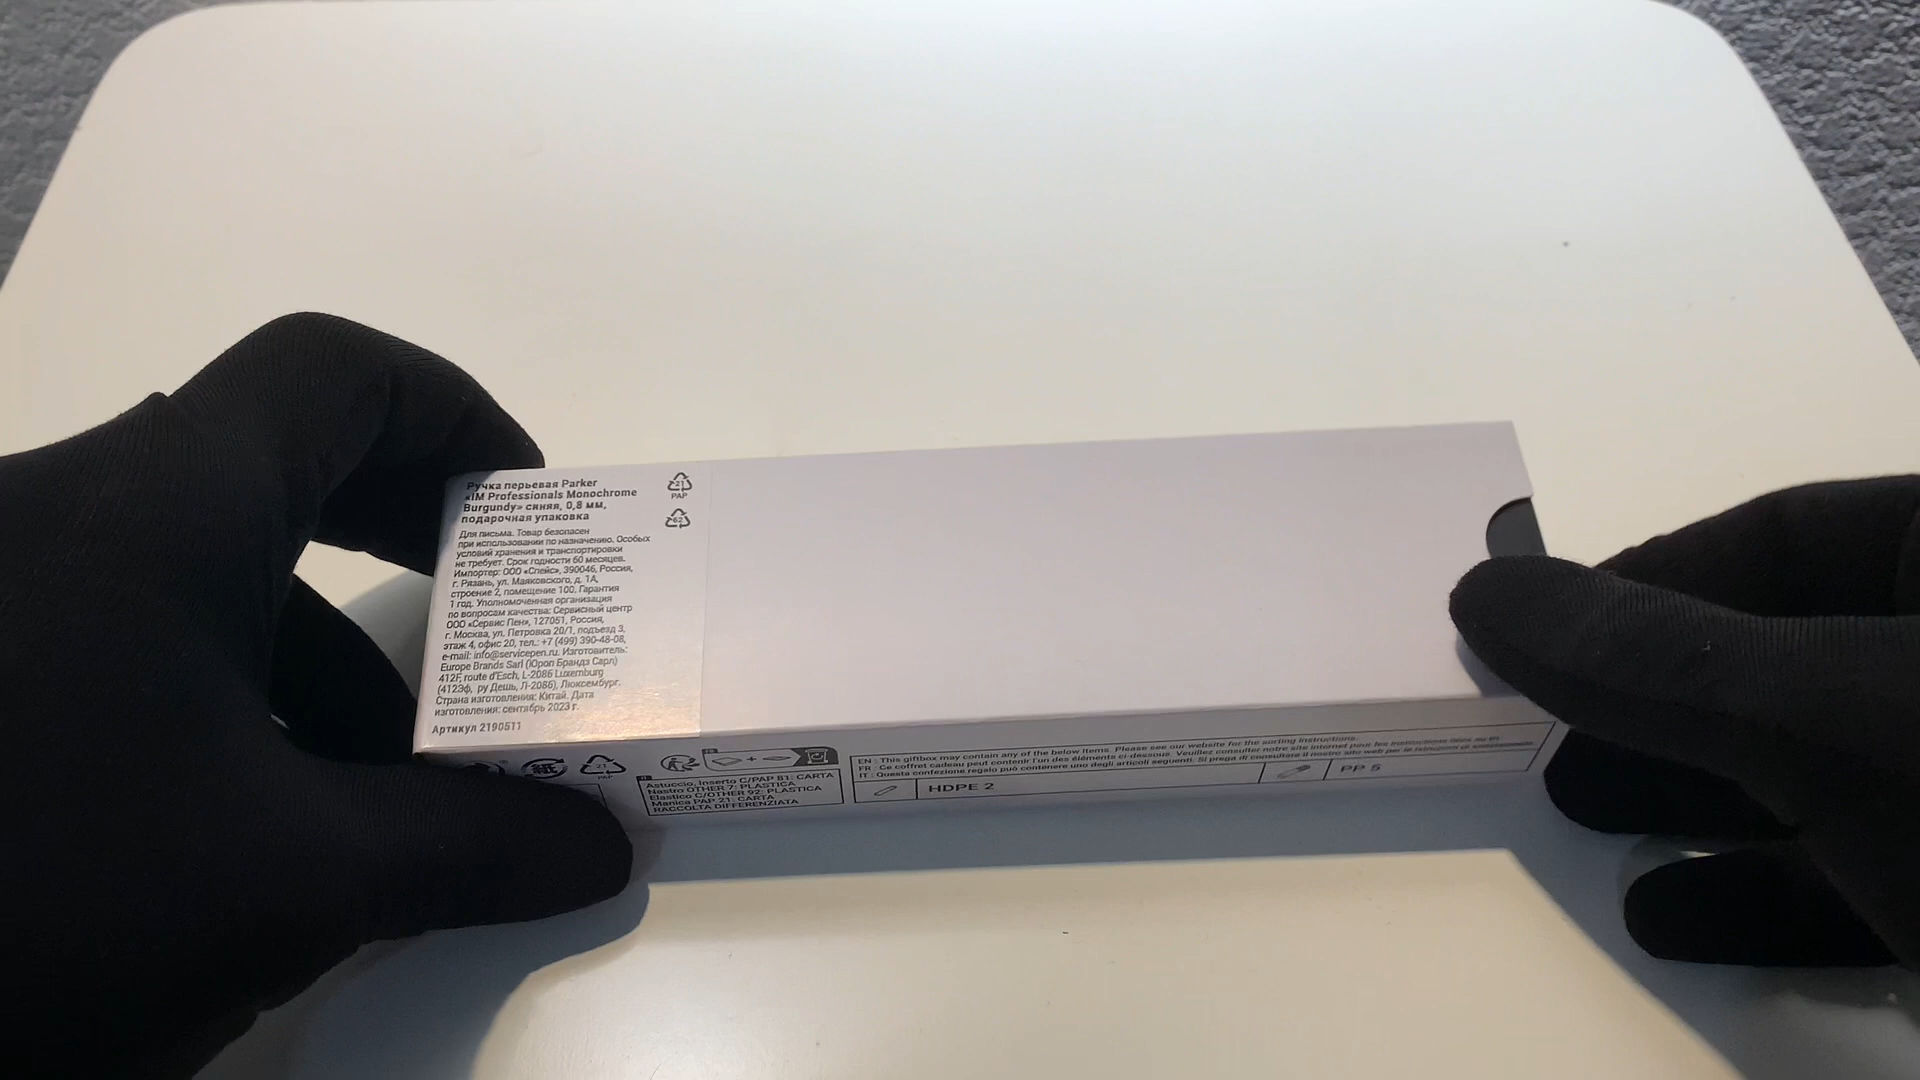 Ручка перьевая Parker
«IM Professionals Monochrome
Burgundy» синяя, 0,8 мм,
подарочная упаковка
Для письма. Товар безопасен
при использовании по назначению. Особых
условий хранения и транспортировки
не требует. Срок годности 60 месяцев.
Импортер: ООО «Спейс», 390046, Россия,
г. Рязань, ул. Маяковского, д. 1А,
строение 2, помещение 100, Гарантия
1 год. Уполномоченная организация
по вопросам качества: Сервисный центр
ООО «Сервис Пен», 127051, Россия,
г. Москва, ул. Петровка 20/1, подъезд 3,
этаж 4, офис 20, тел.: +7 (499) 390-48-08,
e-mail: info@servicepen.ru. Изготовитель:
Europe Brands Sarl (Юроп Брандз Сарл)
412F, route d'Esch, L-2086 Luxemburg
(412Эф, ру Дешь, Л-2086), Люксембург.
Страна изготовления: Китай. Дата
изготовления: сентябрь 2023 г.
Артикул 2190511
21
PAP
62
紙
21
PAP
FR
IT
Astuccio, Inserto C/PAP 81: CARTA
Nastro OTHER 7: PLASTICA
Elastico C/OTHER 92: PLASTICA
Manica PAP 21: CARTA
RACCOLTA DIFFERENZIATA
EN : This giftbox may contain any of the below items. Please see our website for the sorting instructions.
FR : Ce coffret cadeau peut contenir l'un des éléments ci-dessous. Veuillez consulter notre site internet pour les instructions liées au tri.
IT : Questa confezione regalo può contenere uno degli articoli seguenti. Si prega di consultare il nostro sito web per le istruzioni di smistamento.
HDPE 2
PP 5